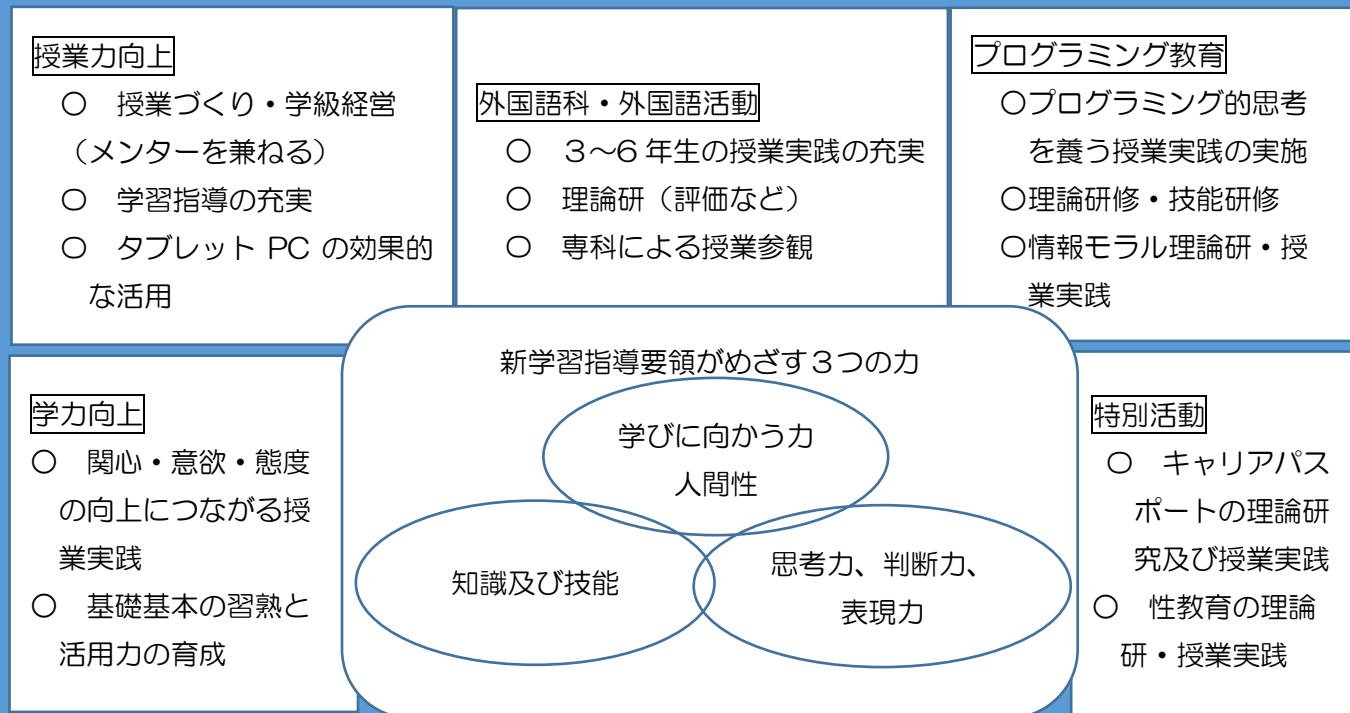 授業力向上
○　授業づくり・学級経営
（メンターを兼ねる）
○　学習指導の充実
○　タブレット PC の効果的
な活用
外国語科・外国語活動
○　３～６年生の授業実践の充実
○　理論研（評価など）
○　専科による授業参観
プログラミング教育
○プログラミング的思考
を養う授業実践の実施
○理論研修・技能研修
○情報モラル理論研・授
業実践
新学習指導要領がめざす３つの力
学びに向かう力
人間性
知識及び技能
思考力、判断力、
表現力
学力向上
○　関心・意欲・態度
の向上につながる授
業実践
○　基礎基本の習熟と
活用力の育成
特別活動
○　キャリアパス
ポートの理論研
究及び授業実践
○　性教育の理論
研・授業実践